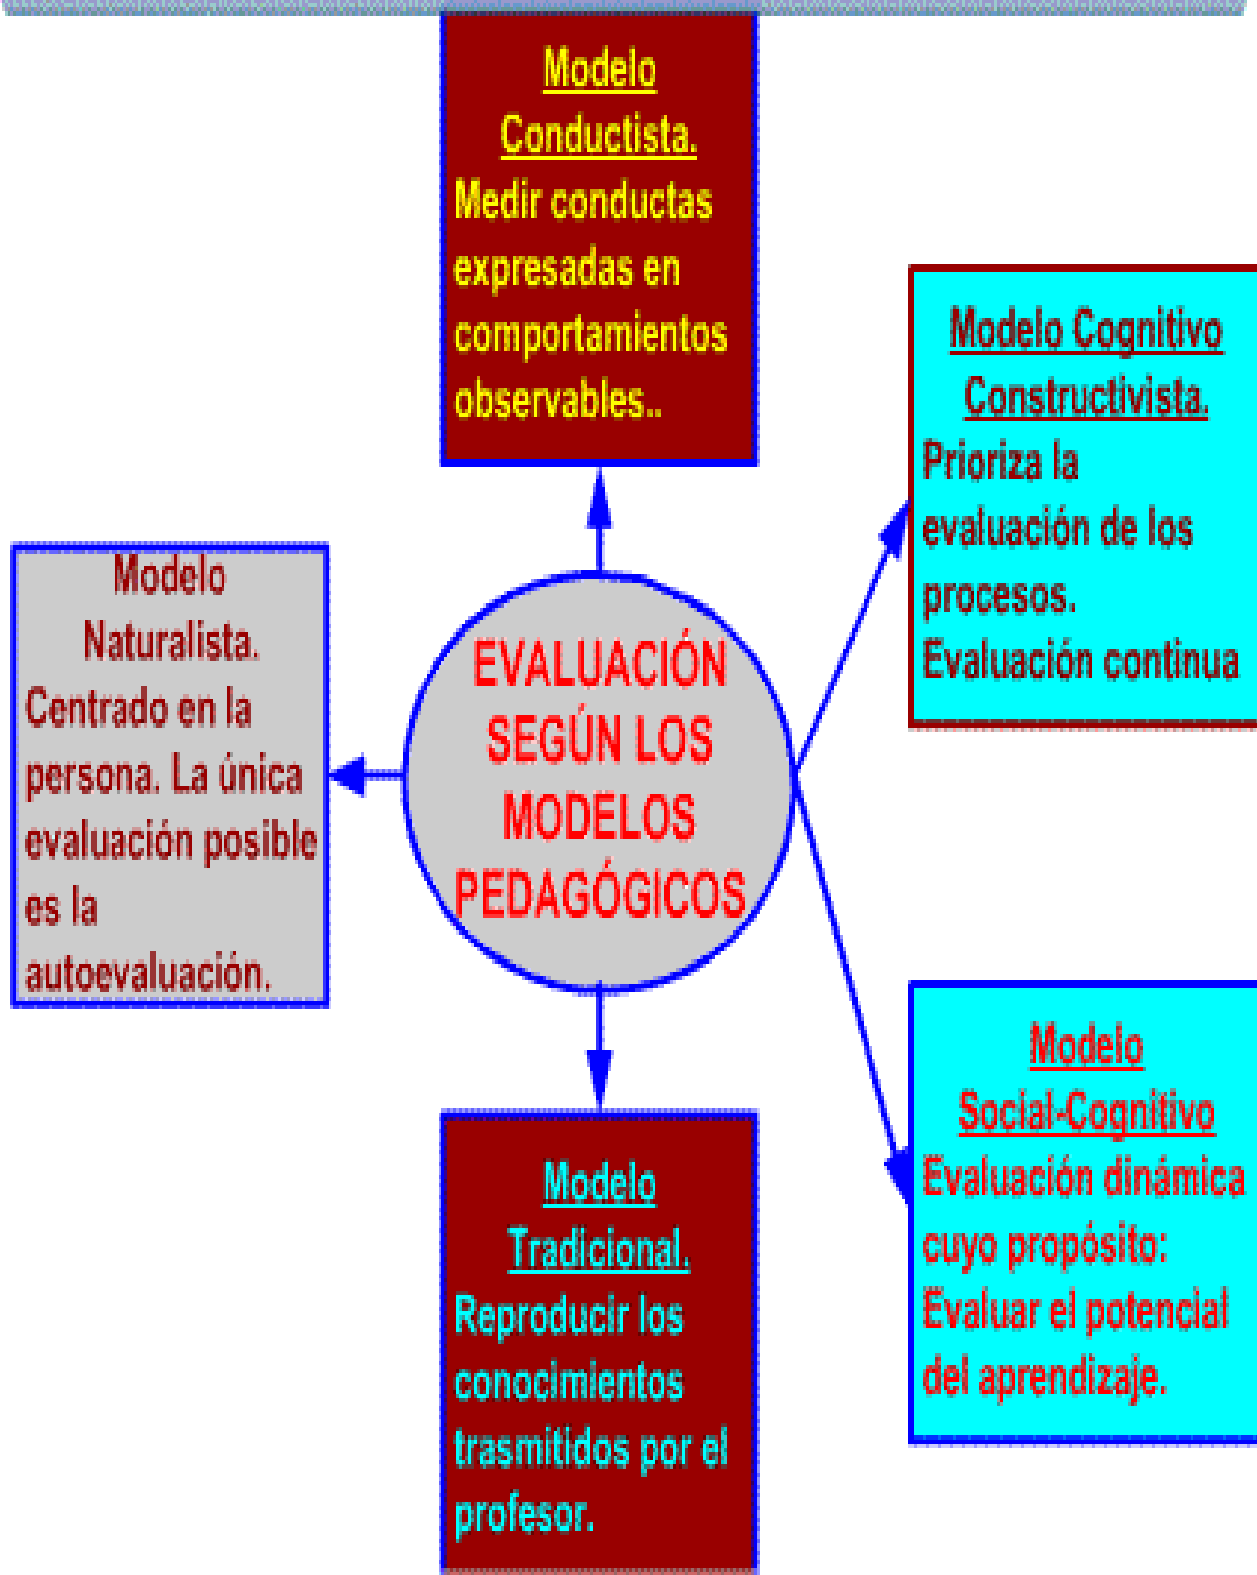 Modelo
Conductista.
Medir conductas
expresadas en
comportamientos
observables..
Modelo Cognitivo
Constructivista.
Prioriza la
evaluación de los
procesos.
Evaluación continua
Modelo
Naturalista.
Centrado en la
persona. La única
evaluación posible
es la
autoevaluación.
EVALUACIÓN
SEGÚN LOS
MODELOS
PEDAGÓGICOS
Modelo
Social-Cognitivo
Evaluación dinámica
cuyo propósito:
Evaluar el potencial
del aprendizaje.
Modelo
Tradicional.
Reproducir los
conocimientos
trasmitidos por el
profesor.